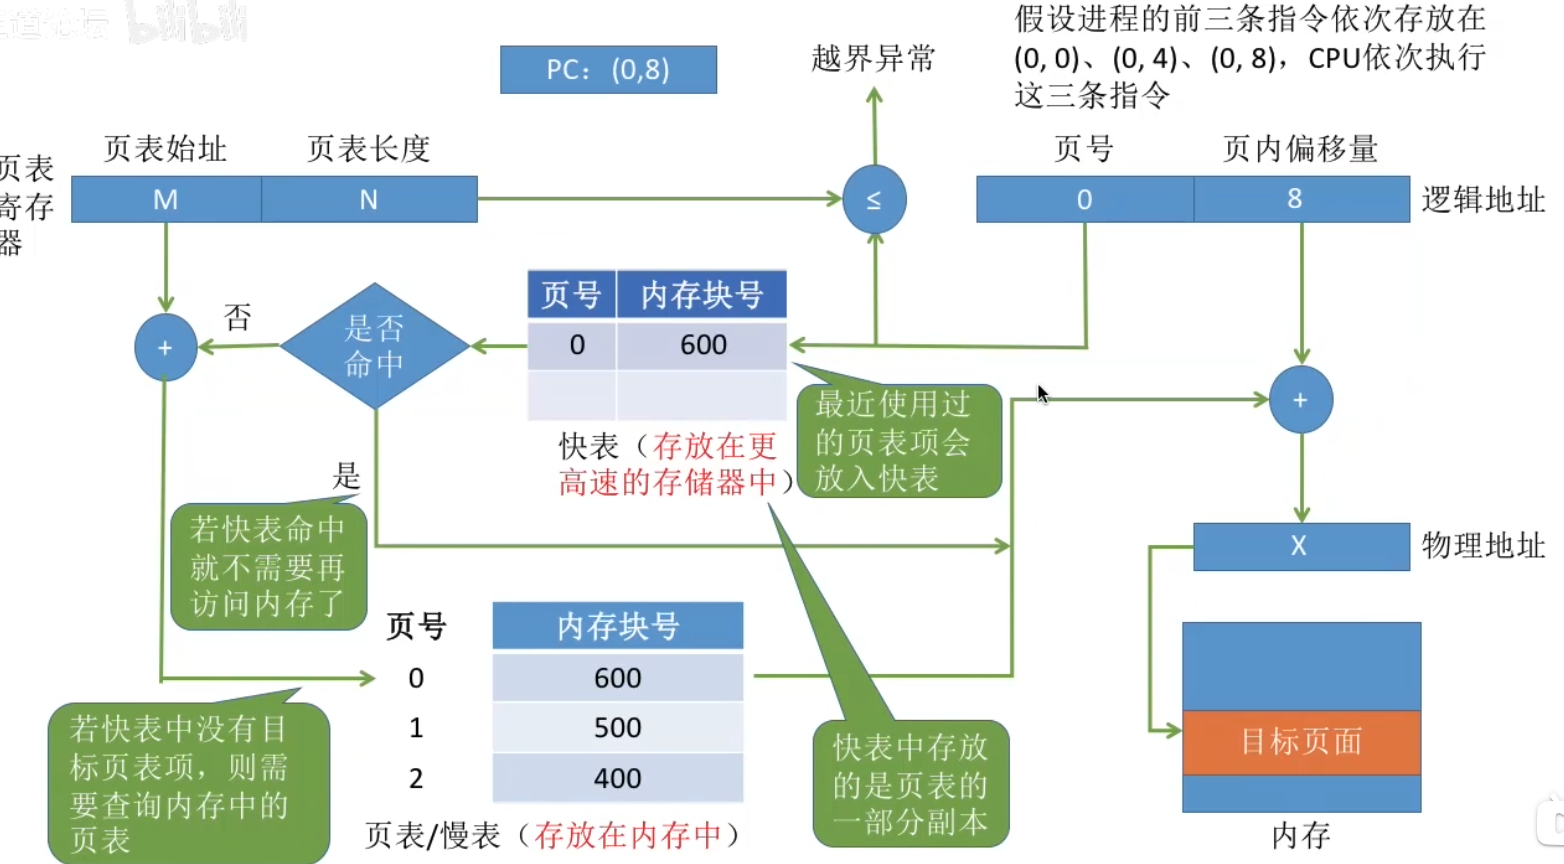 bilibili
PC：(0,8)
越界异常
假设进程的前三条指令依次存放在
(0, 0)、(0, 4)、(0, 8)，CPU依次执行
这三条指令
页表
寄存
器
页表始址
页表长度
M
N
≤
页号
页内偏移量
0
8
逻辑地址
+
否
是否
命中
页号
内存块号
0
600
最近使用过
的页表项会
放入快表
快表（存放在更
高速的存储器中）
+
是
若快表命中
就不需要再
访问内存了
X
物理地址
页号
内存块号
0
600
1
500
2
400
页表/慢表（存放在内存中）
若快表中没有目
标页表项，则需
要查询内存中的
页表
快表中存放
的是页表的
一部分副本
目标页面
内存